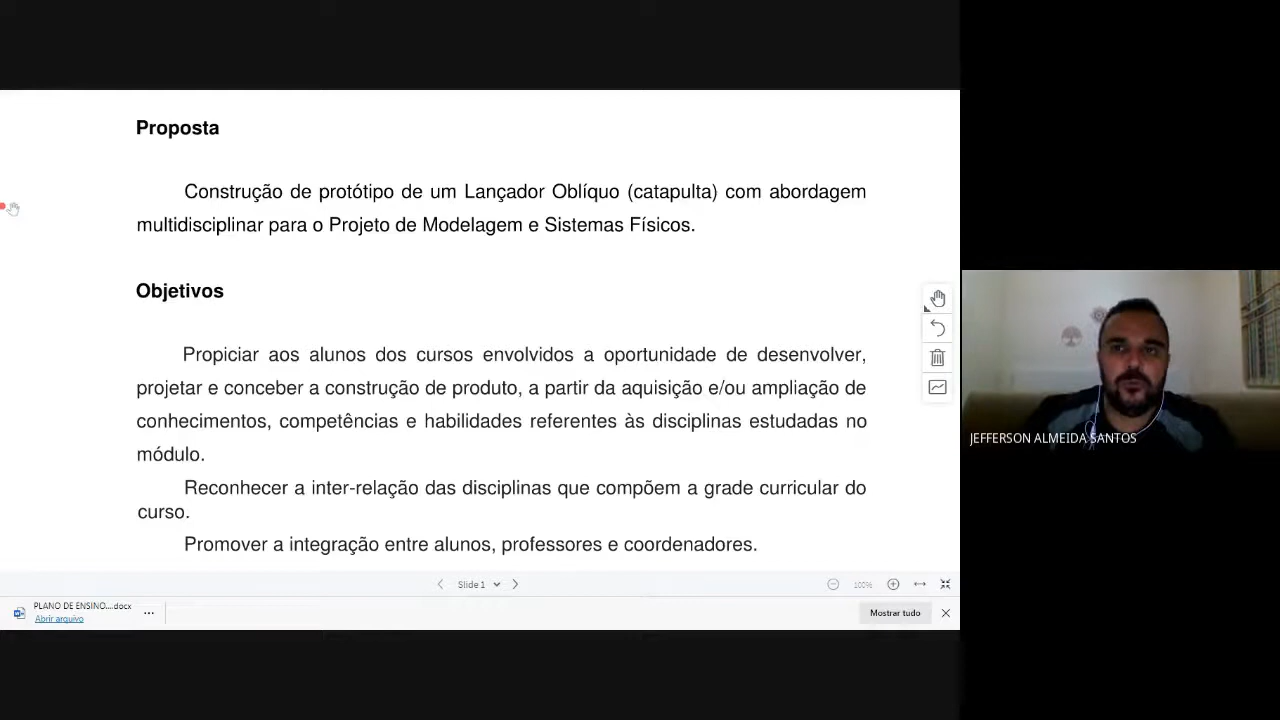 Proposta
Construção de protótipo de um Lançador Oblíquo (catapulta) com abordagem
multidisciplinar para o Projeto de Modelagem e Sistemas Físicos.
Objetivos
Propiciar aos alunos dos cursos envolvidos a oportunidade de desenvolver,
projetar e conceber a construção de produto, a partir da aquisição e/ou ampliação de
conhecimentos, competências e habilidades referentes às disciplinas estudadas no
módulo.
Reconhecer a inter-relação das disciplinas que compõem a grade curricular do
curso.
Promover a integração entre alunos, professores e coordenadores.
Slide 1
100%
PLANO DE ENSINO....docx
Abrir arquivo
Mostrar tudo
JEFFERSON ALMEIDA SANTOS